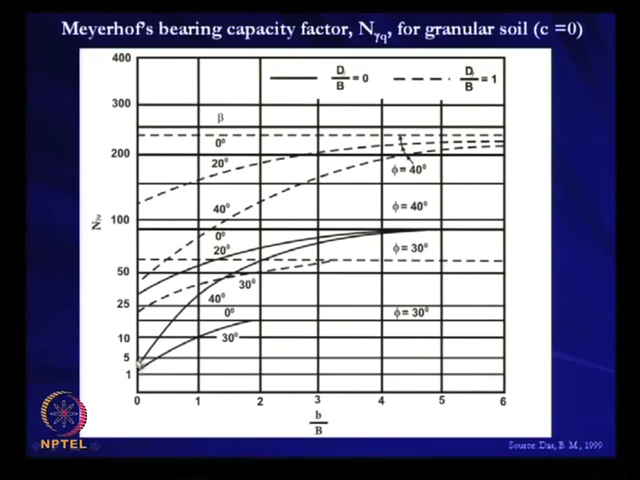 Meyerhof's bearing capacity factor, Nγq, for granular soil (c =0)
400
300
200
100
50
25
10
5
1
Nγq
D/B = 0
D/B = 1
β
0°
20°
φ = 40°
40°
φ = 40°
0°
20°
φ = 30°
30°
40°
0°
φ = 30°
30°
0 1 2 3 4 5 6
b
B
NPTEL
Source: Das, B. M., 1999